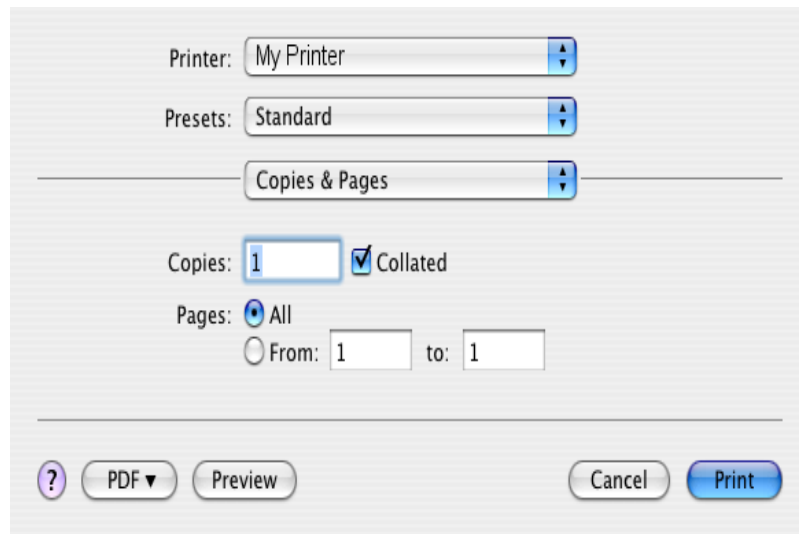 Printer: My Printer
Presets: Standard
Copies & Pages
Copies: 1 Collated
Pages: All
From: 1 to: 1
? PDF▼ Preview Cancel Print